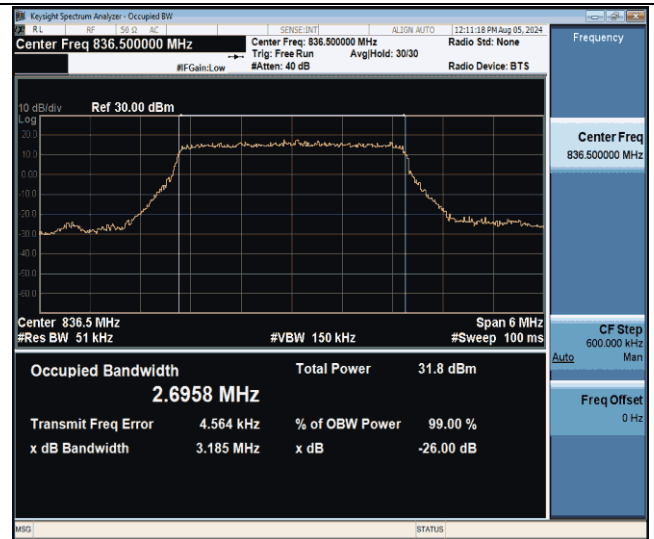 Keysight Spectrum Analyzer - Occupied BW
RL RF 50 Ω AC SENSE:INT ALIGN AUTO 12:11:18 PM Aug 05, 2024
Center Freq 836.500000 MHz Center Freq: 836.500000 MHz Radio Std: None Frequency
Trig: Free Run Avg|Hold: 30/30
#IFGain:Low #Atten: 40 dB Radio Device: BTS
10 dB/div Ref 30.00 dBm
Log
20.0
10.0
0.00
-10.0
-20.0
-30.0
-40.0
-50.0
-60.0
Center Freq
836.500000 MHz
Center 836.5 MHz Span 6 MHz
#Res BW 51 kHz #VBW 150 kHz #Sweep 100 ms
CF Step
600.000 kHz
Auto Man
Occupied Bandwidth Total Power 31.8 dBm
2.6958 MHz
Transmit Freq Error 4.564 kHz % of OBW Power 99.00 %
x dB Bandwidth 3.185 MHz x dB -26.00 dB
Freq Offset
0 Hz
MSG STATUS